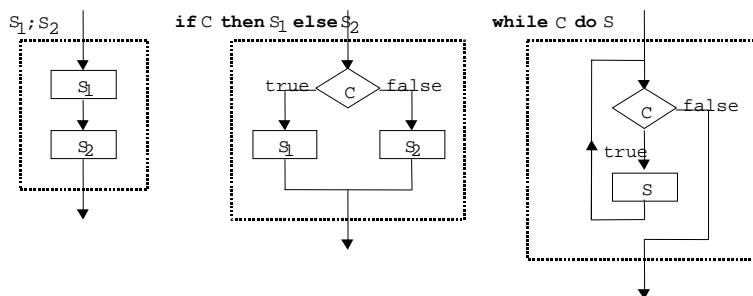 S₁;S₂
S₁
S₂
if C then S₁ else S₂
true
C
false
S₁
S₂
while C do S
C
false
true
S